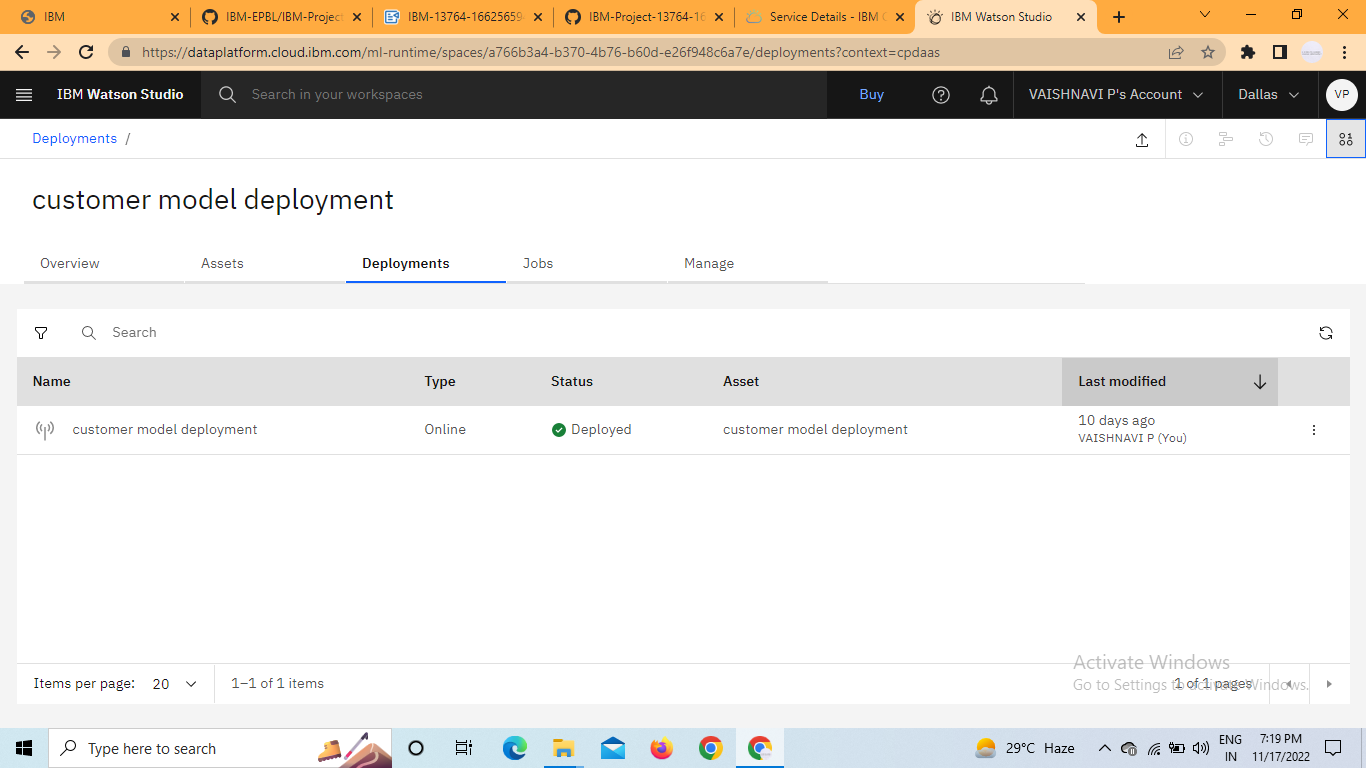 IBM
IBM-EPBL/IBM-Project
IBM-13764-16625659
IBM-Project-13764-16
Service Details - IBM C
IBM Watson Studio
https://dataplatform.cloud.ibm.com/ml-runtime/spaces/a766b3a4-b370-4b76-b60d-e26f948c6a7e/deployments?context=cpdaas
IBM Watson Studio
Search in your workspaces
Buy
VAISHNAVI P's Account
Dallas
VP
Deployments /
customer model deployment
Overview
Assets
Deployments
Jobs
Manage
Search
Name Type Status Asset Last modified
customer model deployment Online Deployed customer model deployment 10 days ago
VAISHNAVI P (You)
Activate Windows
Go to Settings to activate Windows.
Items per page: 20 1–1 of 1 items 1 of 1 pages
Type here to search
29°C Haze
ENG
IN
7:19 PM
11/17/2022